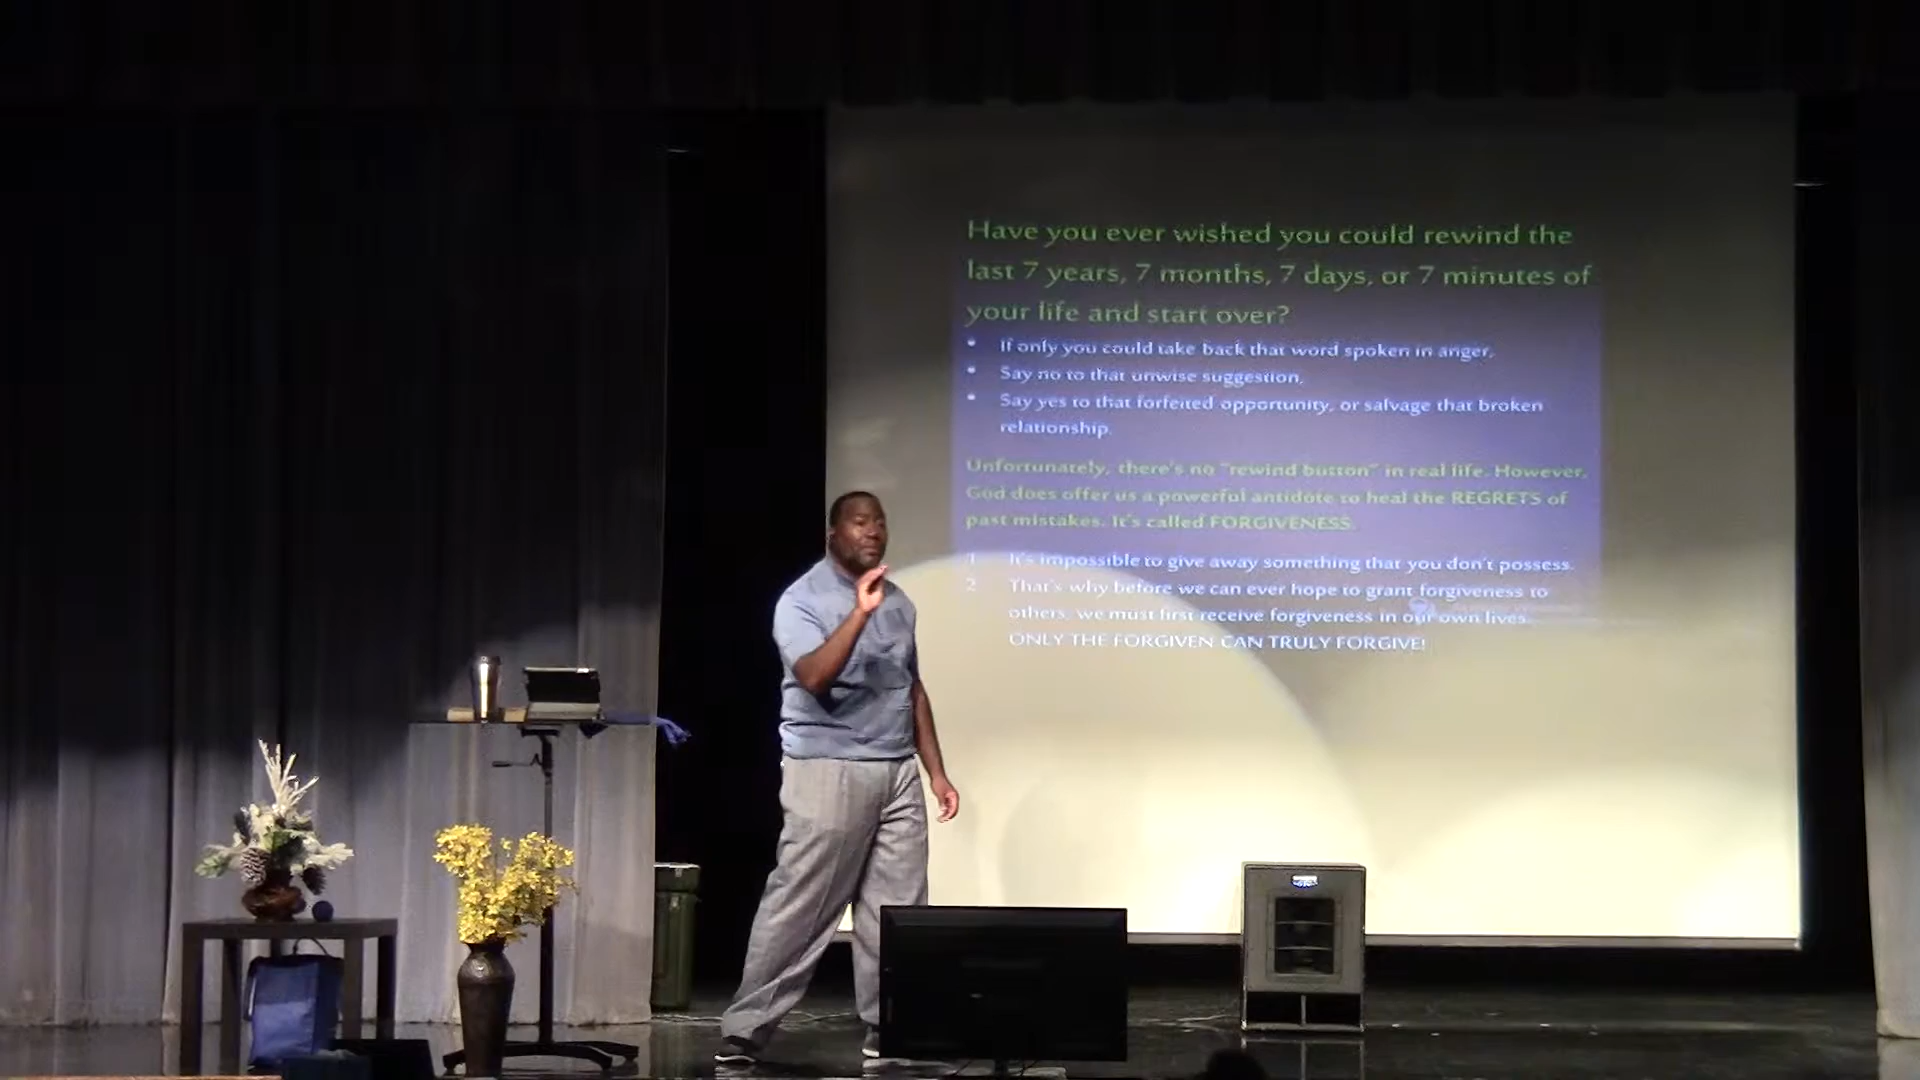 Have you ever wished you could rewind the
last 7 years, 7 months, 7 days, or 7 minutes of
your life and start over?
• If only you could take back that word spoken in anger.
• Say no to that unwise suggestion.
• Say yes to that forfeited opportunity, or salvage that broken
relationship.
Unfortunately, there's no "rewind button" in real life. However,
God does offer us a powerful antidote to heal the REGRETS of
past mistakes. It's called FORGIVENESS.
1 It's impossible to give away something that you don't possess.
2 That's why before we can ever hope to grant forgiveness to
others, we must first receive forgiveness in our own lives.
ONLY THE FORGIVEN CAN TRULY FORGIVE!